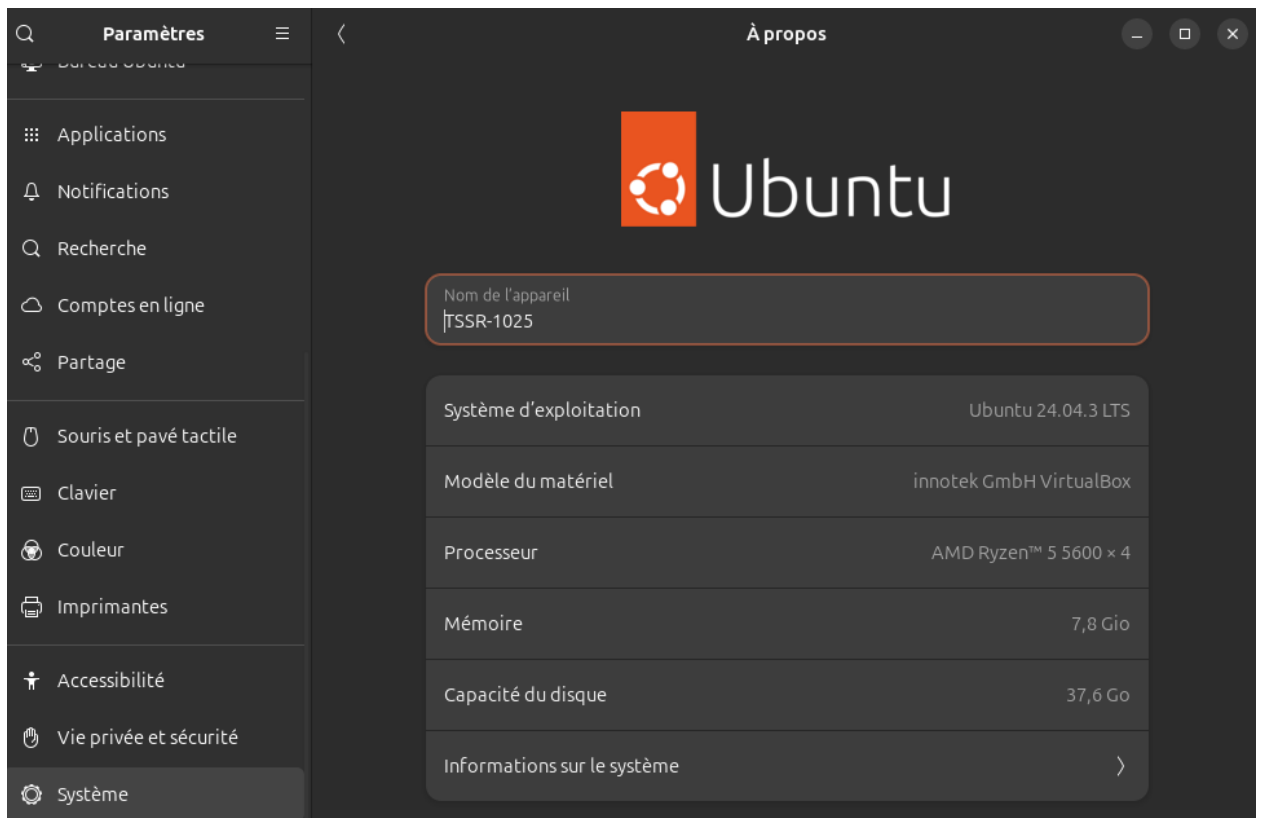 Paramètres
À propos
Bureau Ubuntu
Applications
Notifications
Recherche
Comptes en ligne
Partage
Souris et pavé tactile
Clavier
Couleur
Imprimantes
Accessibilité
Vie privée et sécurité
Système
Ubuntu
Nom de l'appareil
TSSR-1025
Système d'exploitation
Ubuntu 24.04.3 LTS
Modèle du matériel
innotek GmbH VirtualBox
Processeur
AMD Ryzen™ 5 5600 × 4
Mémoire
7,8 Gio
Capacité du disque
37,6 Go
Informations sur le système